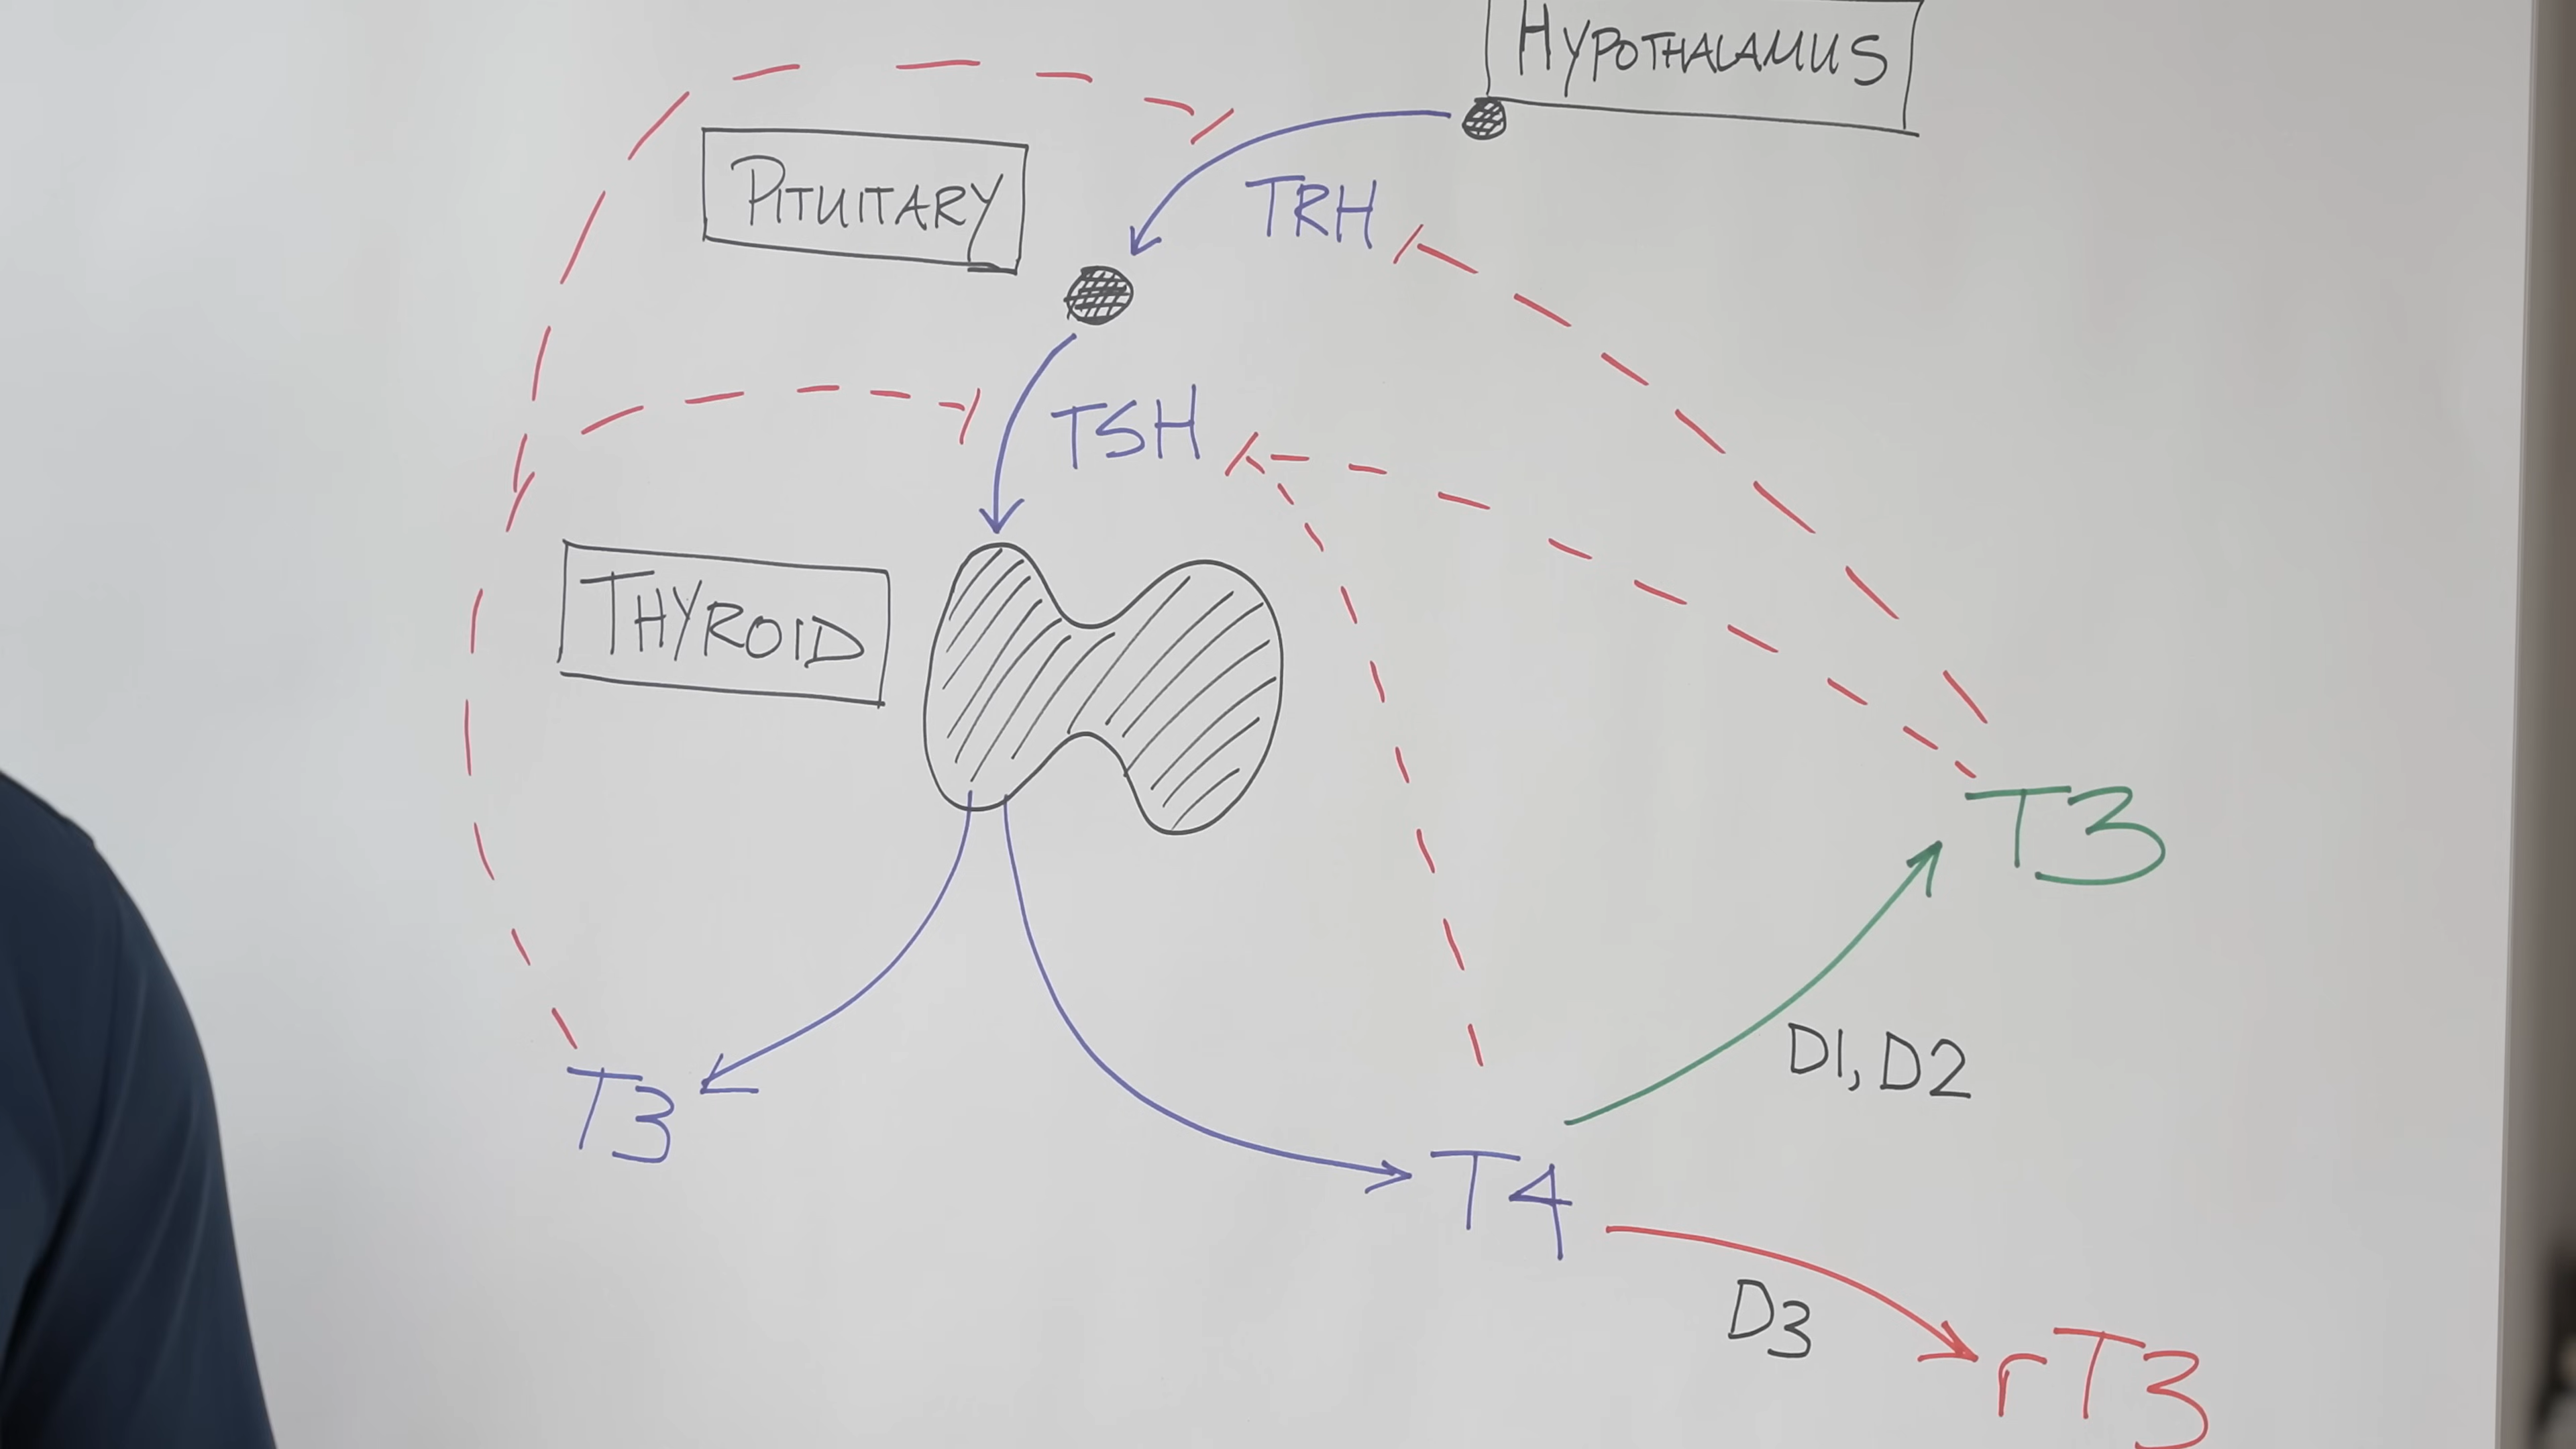 HYPOTHALAMUS
PITUITARY
TRH
TSH
THYROID
T3
D1, D2
T3
T4
D3
rT3